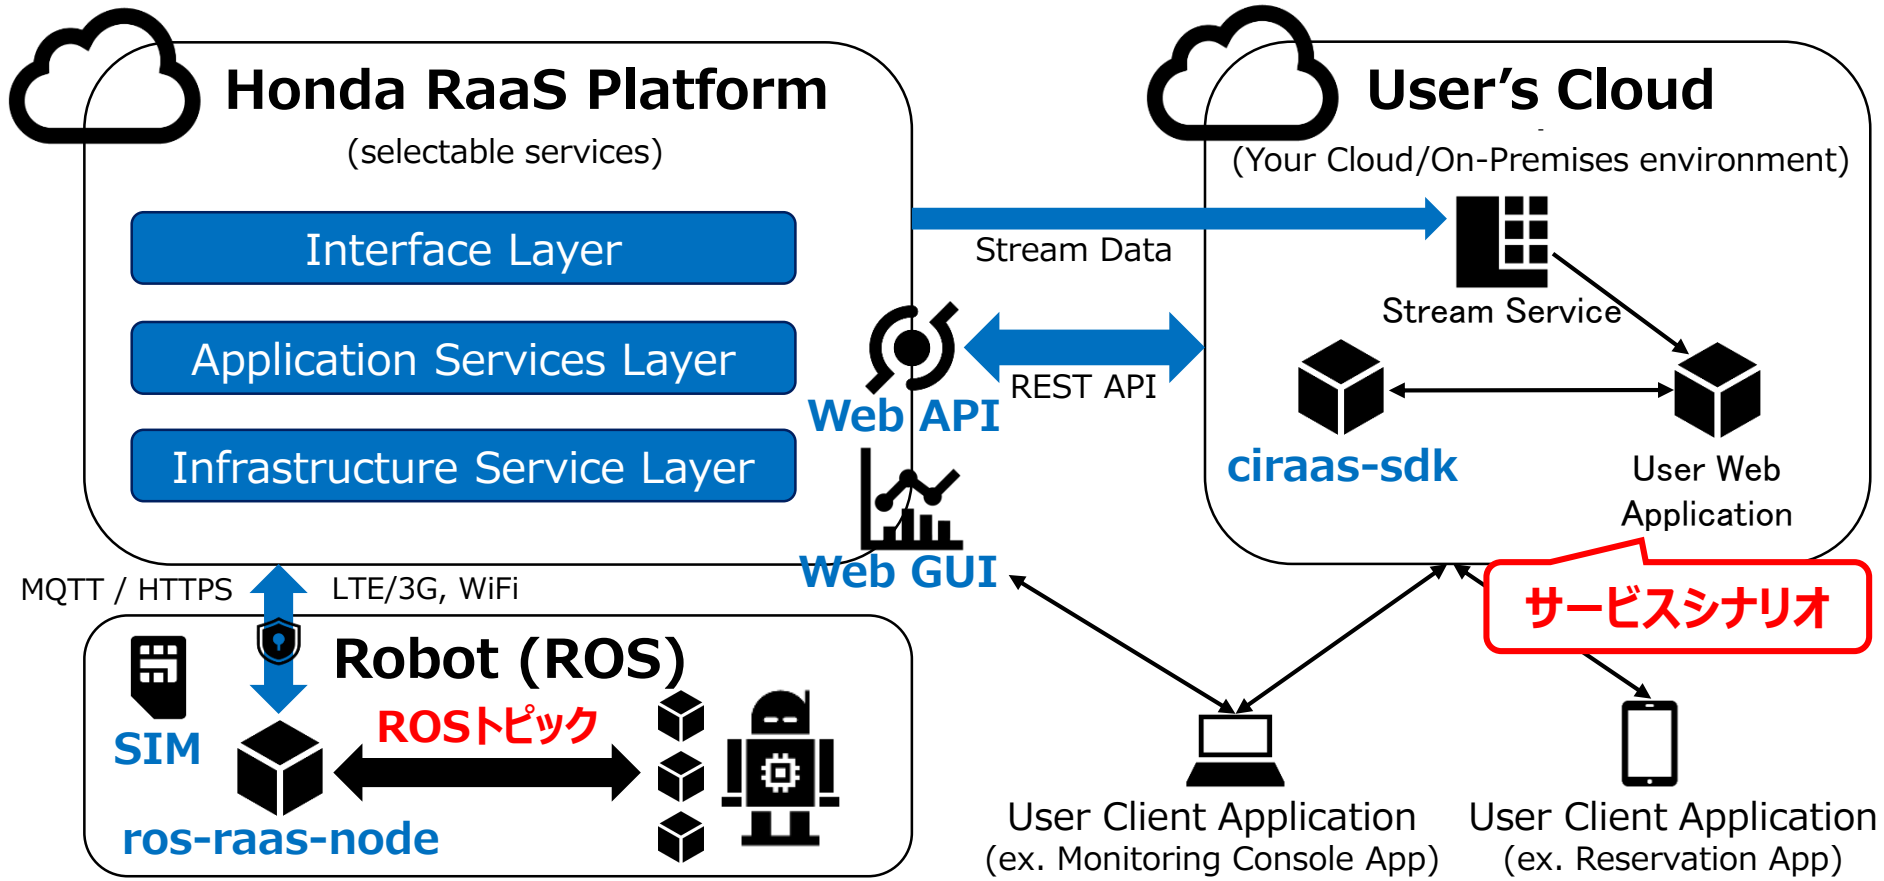 Honda RaaS Platform
(selectable services)
Interface Layer
Application Services Layer
Infrastructure Service Layer
Web API
Web GUI
Stream Data
REST API
User's Cloud
(Your Cloud/On-Premises environment)
Stream Service
ciraas-sdk
User Web
Application
サービスシナリオ
MQTT / HTTPS
LTE/3G, WiFi
Robot (ROS)
SIM
ROSトピック
ros-raas-node
User Client Application
(ex. Monitoring Console App)
User Client Application
(ex. Reservation App)